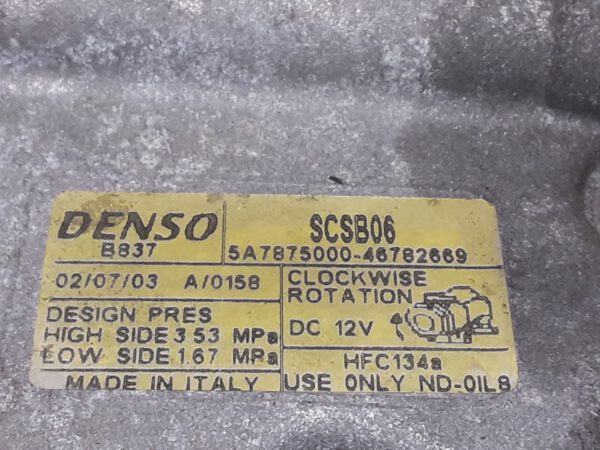 DENSO
B837
SCSB06
5A7875000-46782669
02/07/03 A/0158
CLOCKWISE
ROTATION
DESIGN PRES
HIGH SIDE 3.53 MPa
LOW SIDE 1.67 MPa
DC 12V
HFC134a
MADE IN ITALY
USE ONLY ND-OIL8